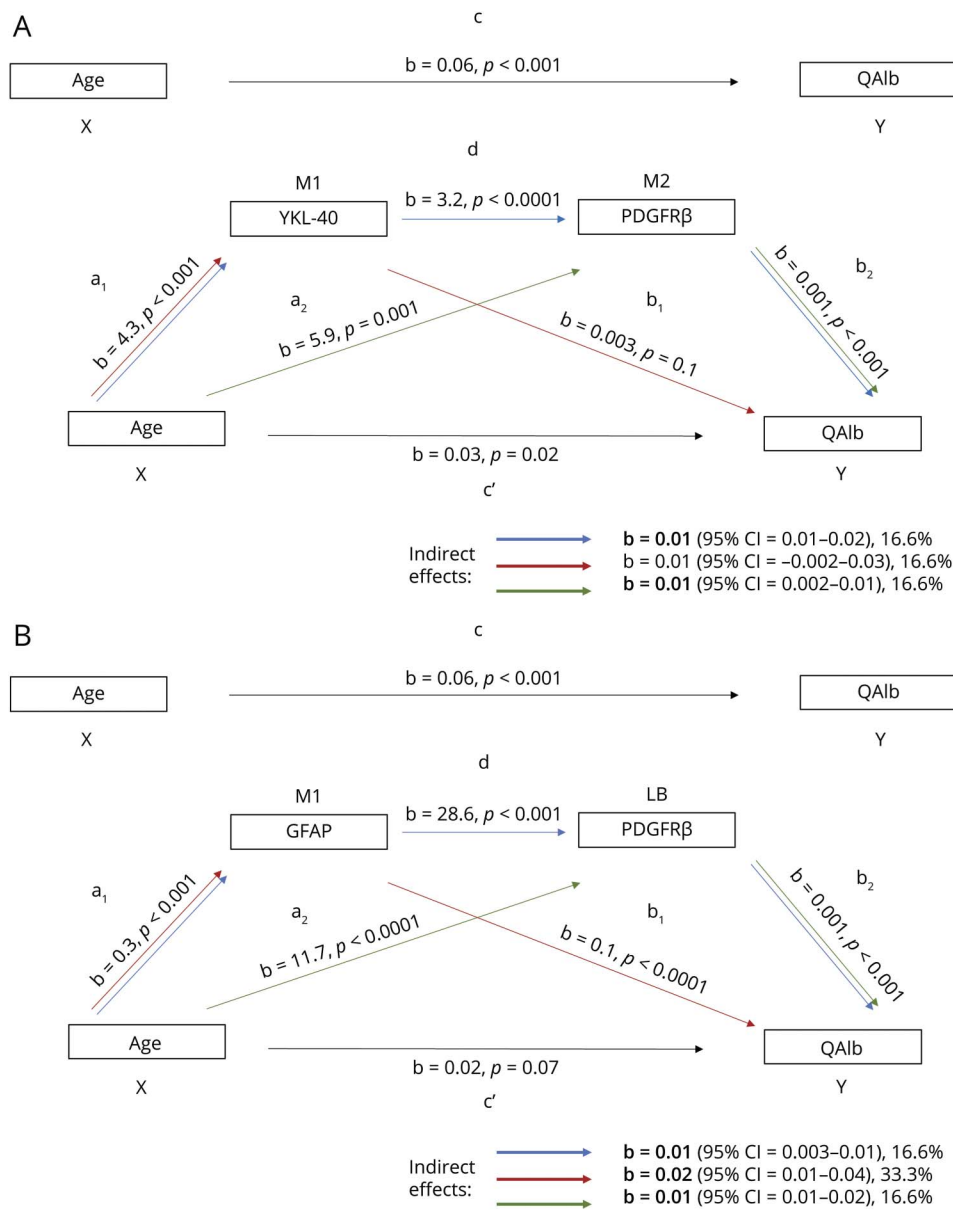 A
c
b = 0.06, p < 0.001
Age
QAlb
X
Y
d
M1
M2
b = 3.2, p < 0.0001
YKL-40
PDGFRβ
a1
b = 4.3, p < 0.001
a2
b = 5.9, p = 0.001
b1
b = 0.003, p = 0.1
b2
b = 0.001, p < 0.001
Age
QAlb
b = 0.03, p = 0.02
X
Y
c’
Indirect
effects:
b = 0.01 (95% CI = 0.01–0.02), 16.6%
b = 0.01 (95% CI = –0.002–0.03), 16.6%
b = 0.01 (95% CI = 0.002–0.01), 16.6%
B
c
b = 0.06, p < 0.001
Age
QAlb
X
Y
d
M1
LB
b = 28.6, p < 0.001
GFAP
PDGFRβ
a1
b = 0.3, p < 0.001
a2
b = 11.7, p < 0.0001
b1
b = 0.1, p < 0.0001
b2
b = 0.001, p < 0.001
Age
QAlb
b = 0.02, p = 0.07
X
Y
c’
Indirect
effects:
b = 0.01 (95% CI = 0.003–0.01), 16.6%
b = 0.02 (95% CI = 0.01–0.04), 33.3%
b = 0.01 (95% CI = 0.01–0.02), 16.6%